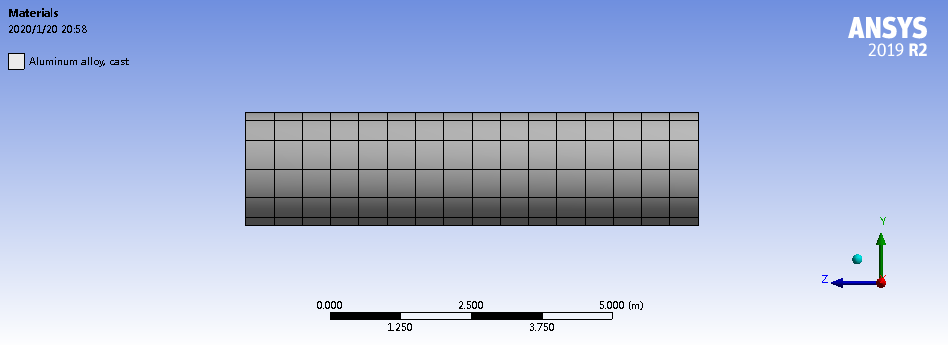 Materials
2020/1/20 20:58
Aluminum alloy, cast
ANSYS
2019 R2
Y
Z
0.000 2.500 5.000 (m)
1.250 3.750